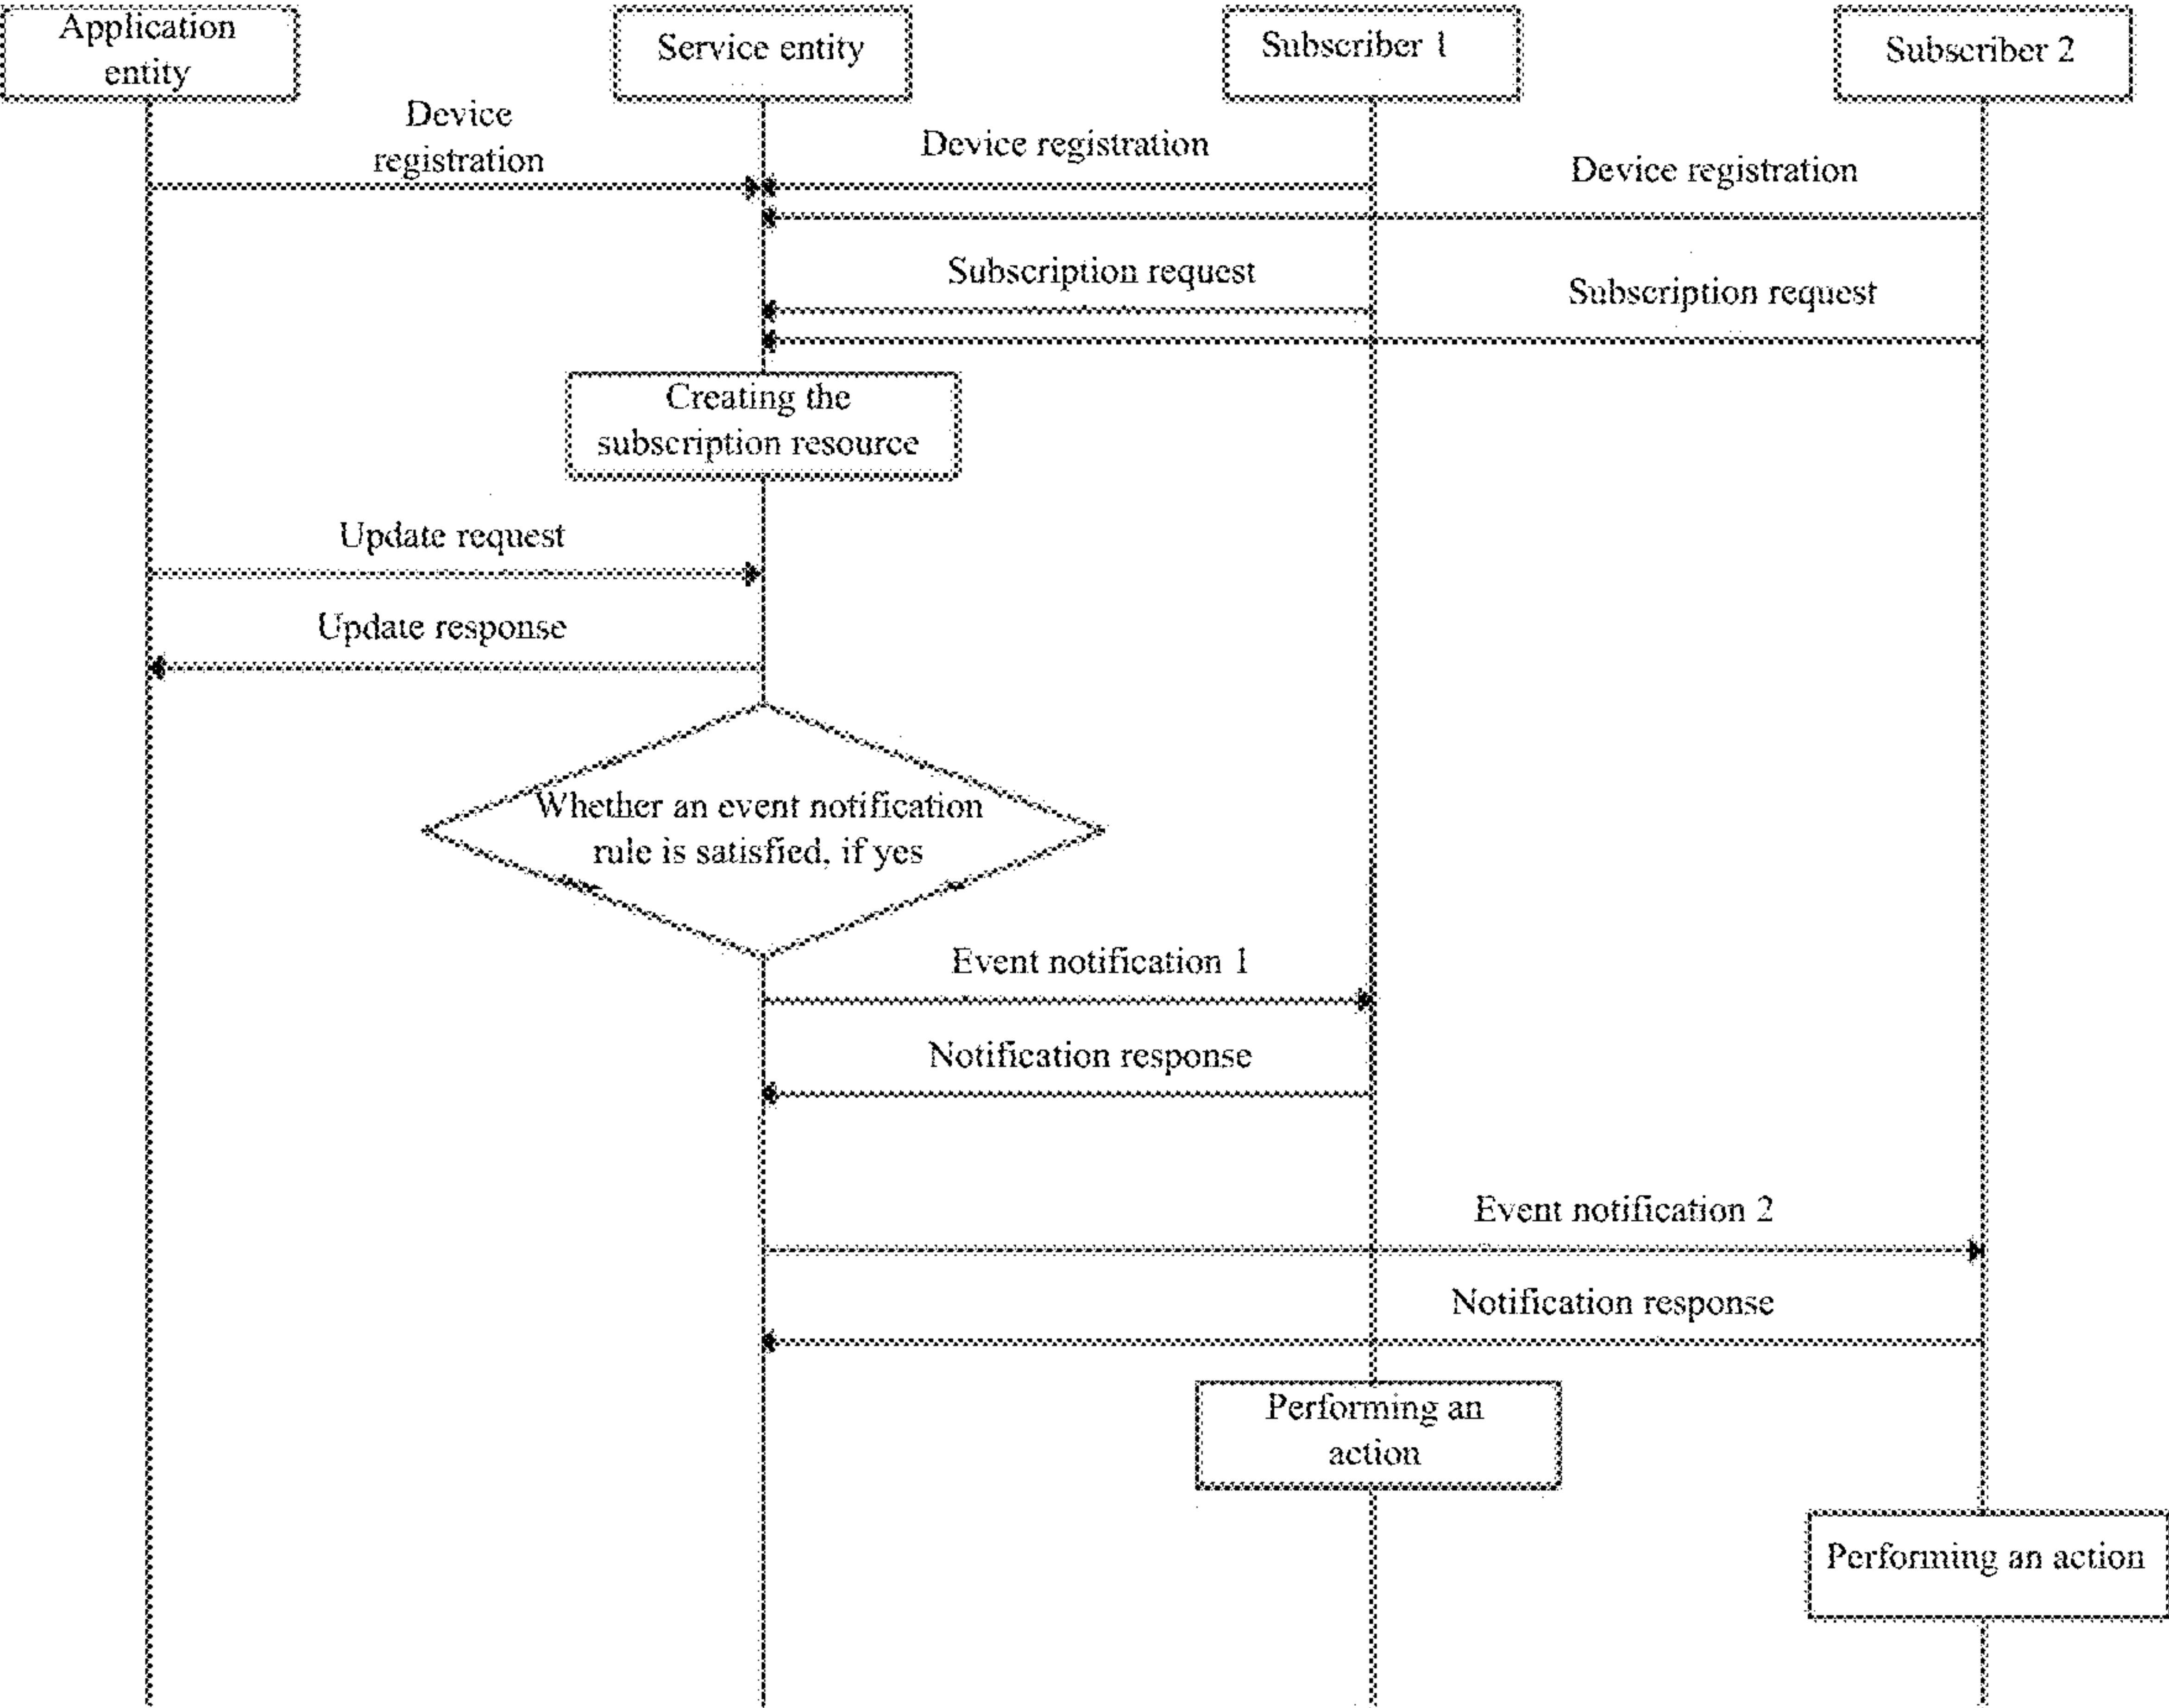 Application
entity
Service entity
Subscriber 1
Subscriber 2
Device
registration
Device registration
Device registration
Subscription request
Subscription request
Creating the
subscription resource
Update request
Update response
Whether an event notification
rule is satisfied, if yes
Event notification 1
Notification response
Event notification 2
Notification response
Performing an
action
Performing an action